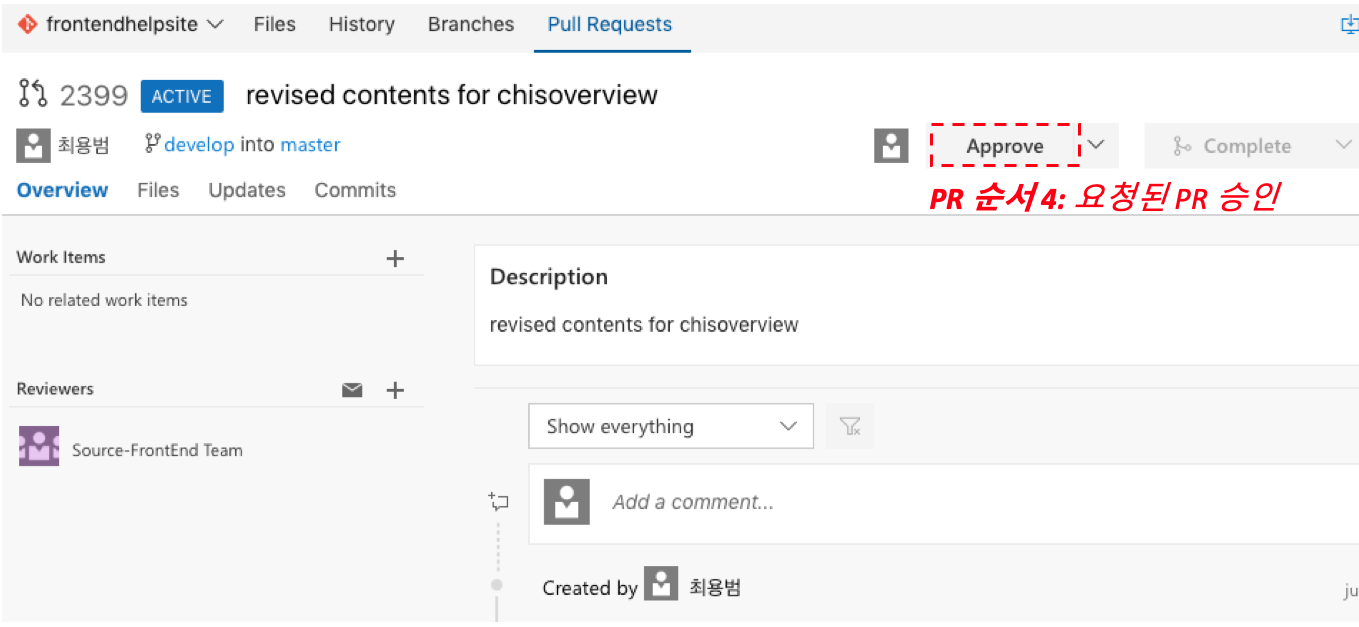 frontendhelpsite Files History Branches Pull Requests
2399 ACTIVE revised contents for chisoverview
최용범 develop into master Approve Complete
PR 순서 4: 요청된 PR 승인
Overview Files Updates Commits
Work Items
No related work items
Description
revised contents for chisoverview
Reviewers
Source-FrontEnd Team
Show everything
Add a comment...
Created by 최용범
ju